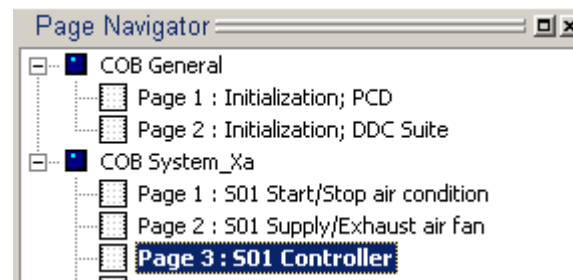 Page Navigator
COB General
Page 1 : Initialization; PCD
Page 2 : Initialization; DDC Suite
COB System_Xa
Page 1 : S01 Start/Stop air condition
Page 2 : S01 Supply/Exhaust air fan
Page 3 : S01 Controller